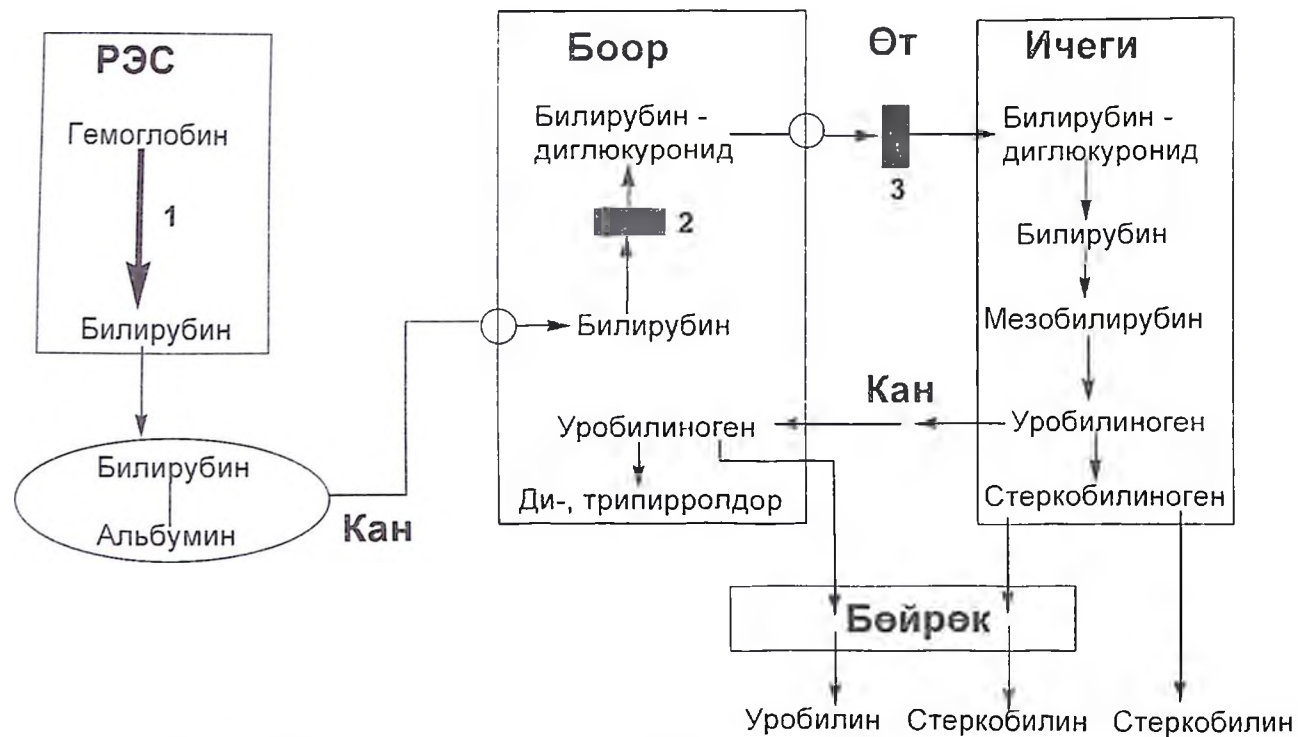 РЭС
Гемоглобин
1
Билирубин
Билирубин
Альбумин
Кан
Боор
Билирубин -
диглюкуронид
2
Билирубин
Уробилиноген
Ди-, трипирролдор
Өт
3
Кан
Ичеги
Билирубин -
диглюкуронид
Билирубин
Мезобилирубин
Уробилиноген
Стеркобилиноген
Бөйрөк
Уробилин
Стеркобилин
Стеркобилин